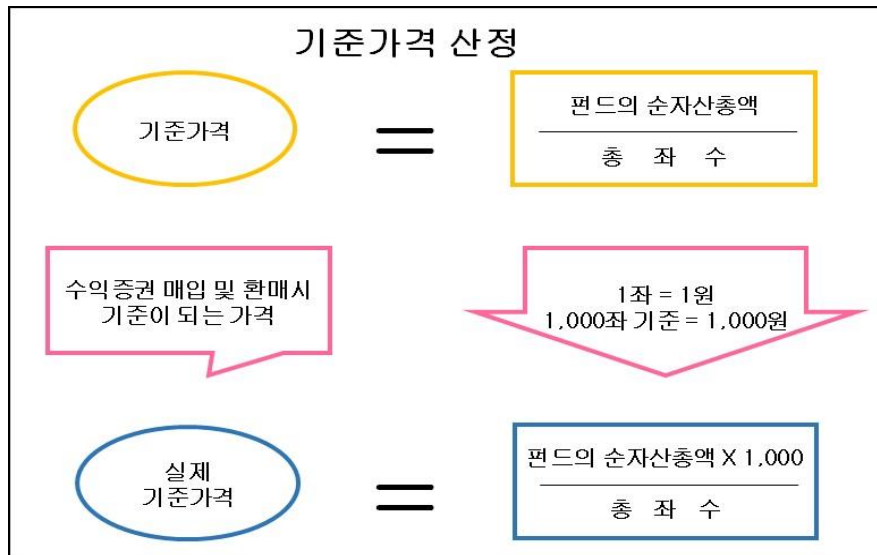 기준가격 산정
기준가격
=
펀드의 순자산총액
총 좌 수
수익증권 매입 및 환매시
기준이 되는 가격
1좌 = 1원
1,000좌 기준 = 1,000원
실제
기준가격
=
펀드의 순자산총액 X 1,000
총 좌 수